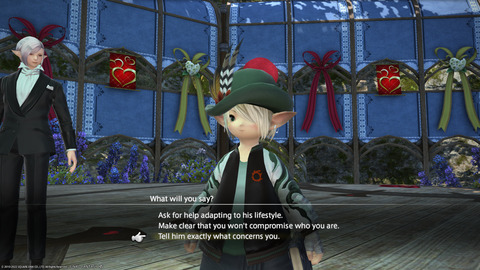 What will you say?
Ask for help adapting to his lifestyle.
Make clear that you won't compromise who you are.
Tell him exactly what concerns you.